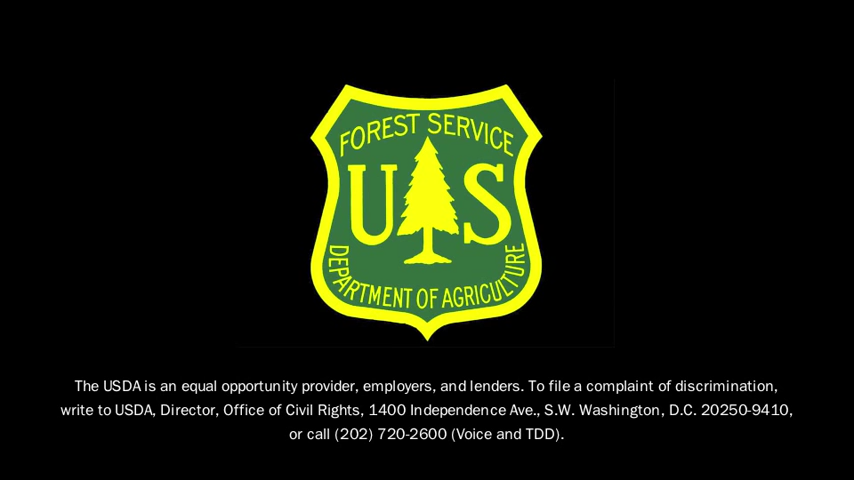 FOREST SERVICE
U S
DEPARTMENT OF AGRICULTURE
The USDA is an equal opportunity provider, employers, and lenders. To file a complaint of discrimination,
write to USDA, Director, Office of Civil Rights, 1400 Independence Ave., S.W. Washington, D.C. 20250-9410,
or call (202) 720-2600 (Voice and TDD).